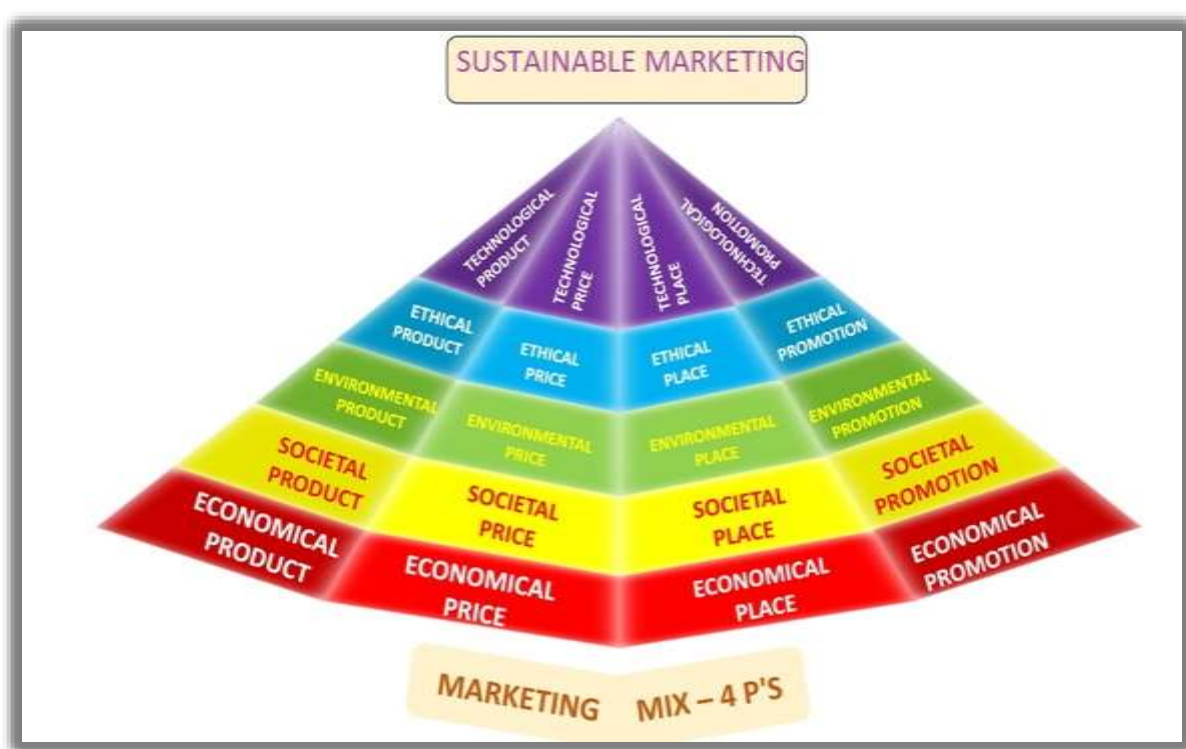 SUSTAINABLE MARKETING
TECHNOLOGICAL
PRODUCT
TECHNOLOGICAL
PRICE
TECHNOLOGICAL
PLACE
TECHNOLOGICAL
PROMOTION
ETHICAL
PRODUCT
ETHICAL
PRICE
ETHICAL
PLACE
ETHICAL
PROMOTION
ENVIRONMENTAL
PRODUCT
ENVIRONMENTAL
PRICE
ENVIRONMENTAL
PLACE
ENVIRONMENTAL
PROMOTION
SOCIETAL
PRODUCT
SOCIETAL
PRICE
SOCIETAL
PLACE
SOCIETAL
PROMOTION
ECONOMICAL
PRODUCT
ECONOMICAL
PRICE
ECONOMICAL
PLACE
ECONOMICAL
PROMOTION
MARKETING MIX – 4 P'S